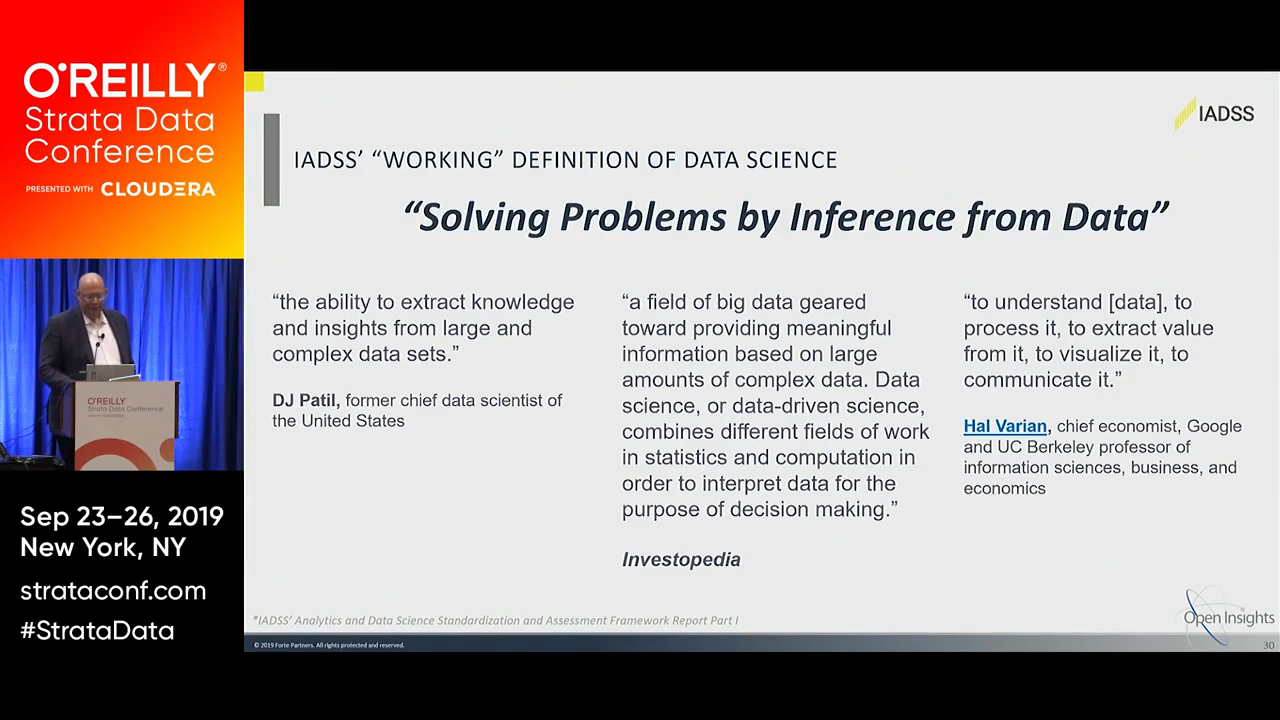 O'REILLY®
Strata Data
Conference
PRESENTED WITH CLOUDERA
O'REILLY®
Strata Data Conference
Sep 23–26, 2019
New York, NY
strataconf.com
#StrataData
IADSS
IADSS’ “WORKING” DEFINITION OF DATA SCIENCE
“Solving Problems by Inference from Data”
“the ability to extract knowledge
and insights from large and
complex data sets.”
DJ Patil, former chief data scientist of
the United States
“a field of big data geared
toward providing meaningful
information based on large
amounts of complex data. Data
science, or data-driven science,
combines different fields of work
in statistics and computation in
order to interpret data for the
purpose of decision making.”
Investopedia
“to understand [data], to
process it, to extract value
from it, to visualize it, to
communicate it.”
Hal Varian, chief economist, Google
and UC Berkeley professor of
information sciences, business, and
economics
*IADSS’ Analytics and Data Science Standardization and Assessment Framework Report Part I
Open Insights
© 2019 Forte Partners. All rights protected and reserved.
30